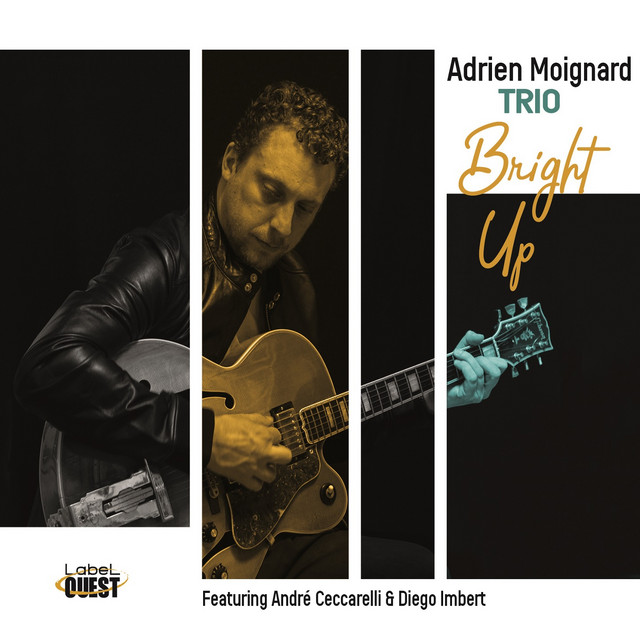 Adrien Moignard
TRIO
Bright
Up
Label
QUEST
Featuring André Ceccarelli & Diego Imbert